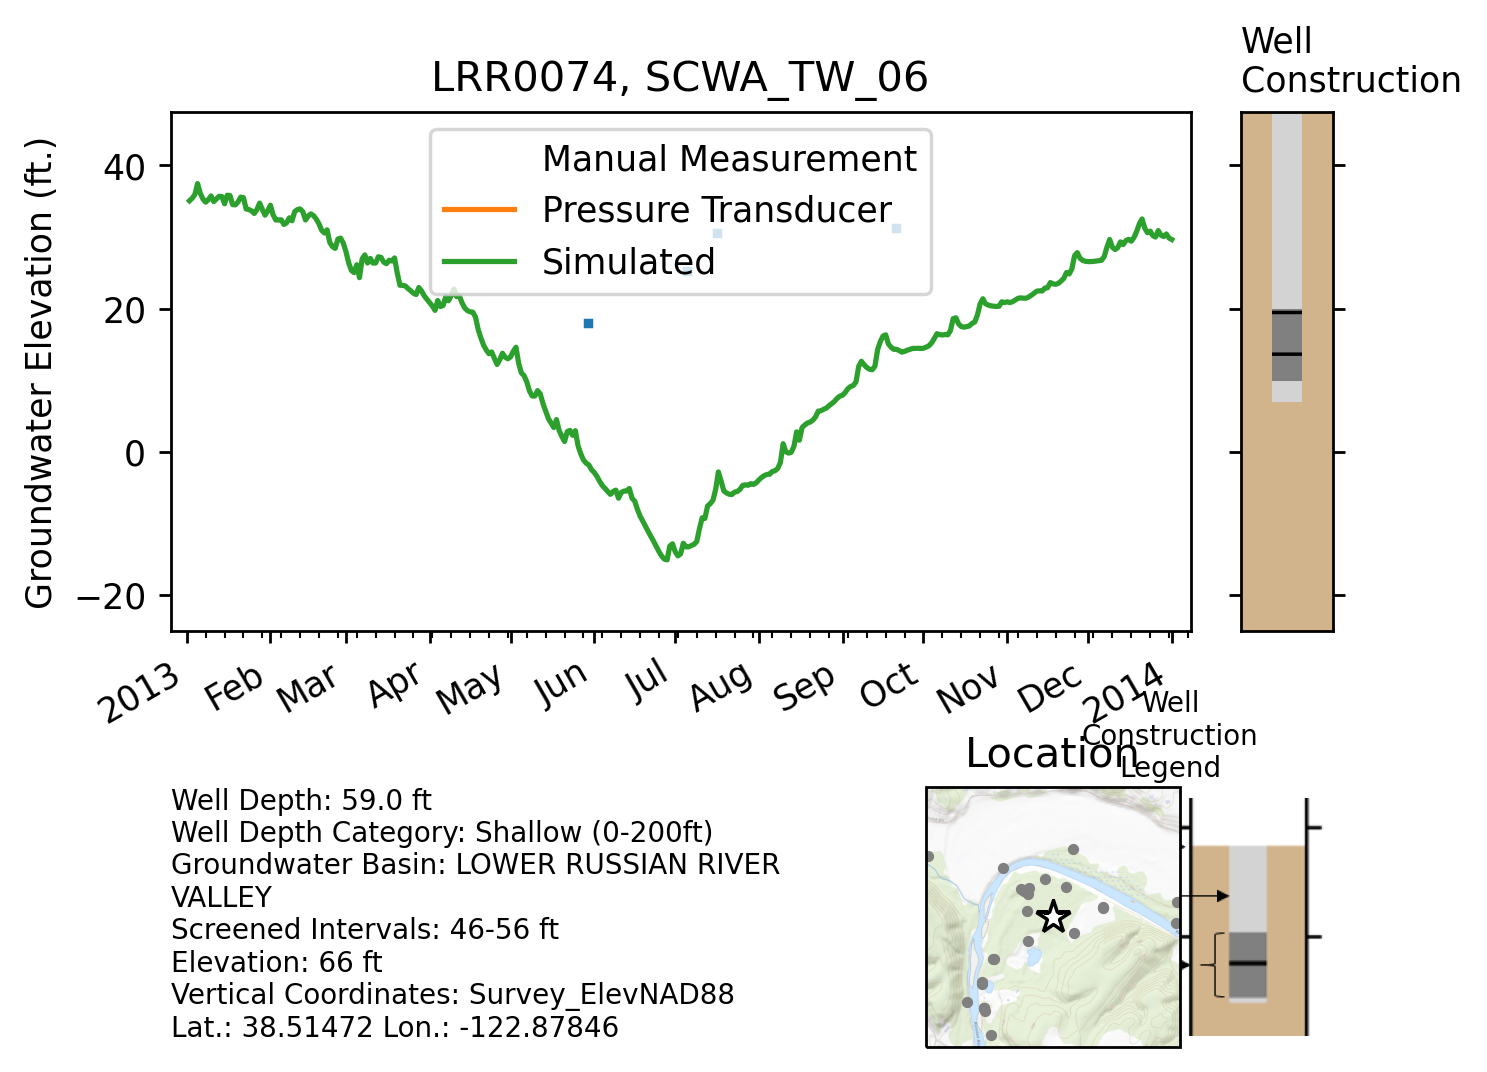 Well
Construction
LRR0074, SCWA_TW_06
Groundwater Elevation (ft.)
40
20
0
−20
Manual Measurement
Pressure Transducer
Simulated
2013 Feb Mar Apr May Jun Jul Aug Sep Oct Nov Dec 2014
Location
Well
Construction
Legend
Well Depth: 59.0 ft
Well Depth Category: Shallow (0-200ft)
Groundwater Basin: LOWER RUSSIAN RIVER
VALLEY
Screened Intervals: 46-56 ft
Elevation: 66 ft
Vertical Coordinates: Survey_ElevNAD88
Lat.: 38.51472 Lon.: -122.87846